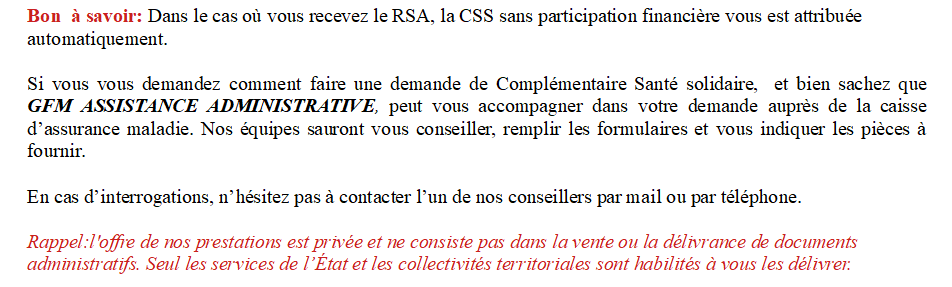 Bon à savoir: Dans le cas où vous recevez le RSA, la CSS sans participation financière vous est attribuée
automatiquement.
Si vous vous demandez comment faire une demande de Complémentaire Santé solidaire, et bien sachez que
GFM ASSISTANCE ADMINISTRATIVE, peut vous accompagner dans votre demande auprès de la caisse
d’assurance maladie. Nos équipes sauront vous conseiller, remplir les formulaires et vous indiquer les pièces à
fournir.
En cas d’interrogations, n’hésitez pas à contacter l’un de nos conseillers par mail ou par téléphone.
Rappel:l'offre de nos prestations est privée et ne consiste pas dans la vente ou la délivrance de documents
administratifs. Seul les services de l’État et les collectivités territoriales sont habilités à vous les délivrer.